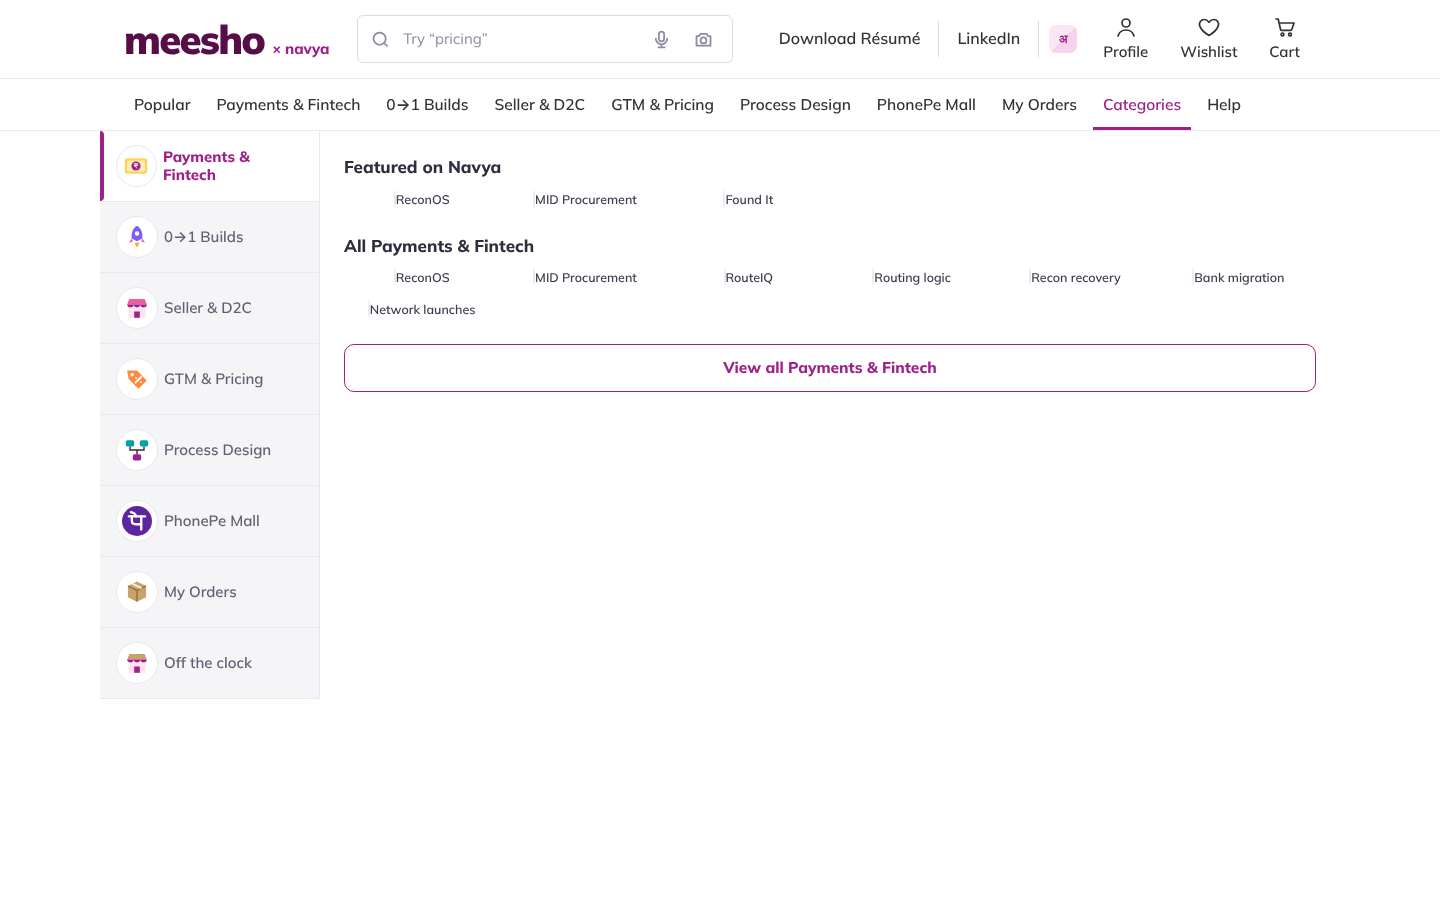 meesho × navya
Try “pricing”
Download Résumé
LinkedIn
अ
Profile
Wishlist
Cart
Popular
Payments & Fintech
0→1 Builds
Seller & D2C
GTM & Pricing
Process Design
PhonePe Mall
My Orders
Categories
Help
Payments &
Fintech
0→1 Builds
Seller & D2C
GTM & Pricing
Process Design
पे
PhonePe Mall
My Orders
Off the clock
Featured on Navya
ReconOS
MID Procurement
Found It
All Payments & Fintech
ReconOS
MID Procurement
RouteIQ
Routing logic
Recon recovery
Bank migration
Network launches
View all Payments & Fintech